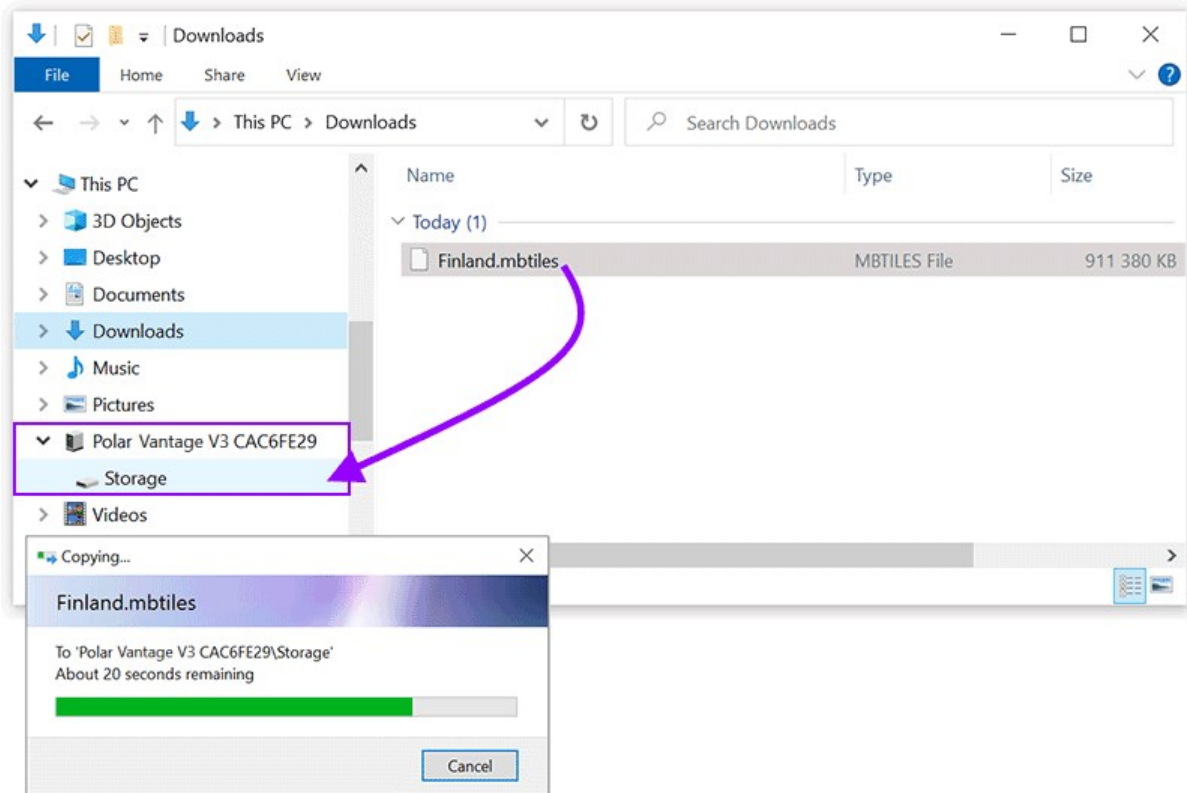 Downloads
File Home Share View
This PC > Downloads
Search Downloads
This PC
3D Objects
Desktop
Documents
Downloads
Music
Pictures
Polar Vantage V3 CAC6FE29
Storage
Videos
Name Type Size
Today (1)
Finland.mbtiles MBTILES File 911 380 KB
Copying...
Finland.mbtiles
To 'Polar Vantage V3 CAC6FE29\Storage'
About 20 seconds remaining
Cancel